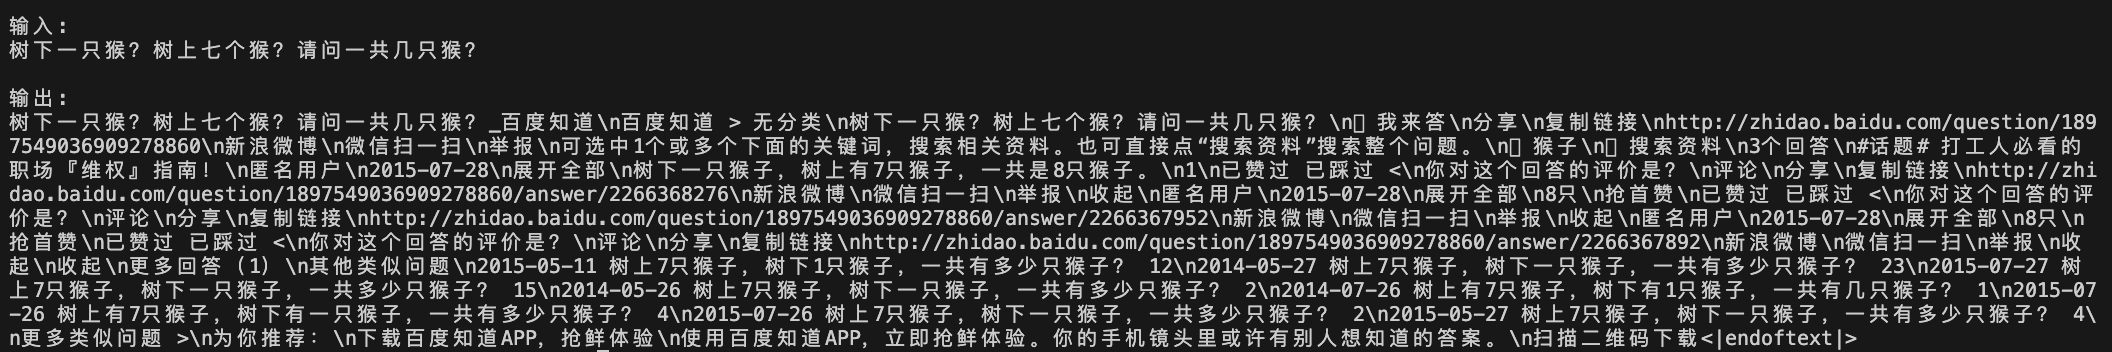 输入:
树下一只猴? 树上七个猴? 请问一共几只猴?
输出:
树下一只猴? 树上七个猴? 请问一共几只猴? _百度知道\n百度知道 > 无分类\n树下一只猴? 树上七个猴? 请问一共几只猴? \n 我来答\n分享\n复制链接\nhttp://zhidao.baidu.com/question/189
7549036909278860\n新浪微博\n微信扫一扫\n举报\n可选中1个或多个下面的关键词, 搜索相关资料。也可直接点“搜索资料”搜索整个问题。\n 猴子\n 搜索资料\n3个回答\n#话题# 打工人必看的
职场『维权』指南! \n匿名用户\n2015-07-28\n展开全部\n树下一只猴子, 树上有7只猴子, 一共是8只猴子。\n1\n已赞过 已踩过 <\n你对这个回答的评价是? \n评论\n分享\n复制链接\nhttp://zhi
dao.baidu.com/question/1897549036909278860/answer/2266368276\n新浪微博\n微信扫一扫\n举报\n收起\n匿名用户\n2015-07-28\n展开全部\n8只\n抢首赞\n已赞过 已踩过 <\n你对这个回答的评
价是? \n评论\n分享\n复制链接\nhttp://zhidao.baidu.com/question/1897549036909278860/answer/2266367952\n新浪微博\n微信扫一扫\n举报\n收起\n匿名用户\n2015-07-28\n展开全部\n8只\n
抢首赞\n已赞过 已踩过 <\n你对这个回答的评价是? \n评论\n分享\n复制链接\nhttp://zhidao.baidu.com/question/1897549036909278860/answer/2266367892\n新浪微博\n微信扫一扫\n举报\n收
起\n收起\n更多回答（1）\n其他类似问题\n2015-05-11 树上7只猴子, 树下1只猴子, 一共有多少只猴子? 12\n2014-05-27 树上7只猴子, 树下一只猴子, 一共有多少只猴子? 23\n2015-07-27 树
上7只猴子, 树下一只猴子, 一共多少只猴子? 15\n2014-05-26 树上7只猴子, 树下一只猴子, 一共有多少只猴子? 2\n2014-07-26 树上有7只猴子, 树下有1只猴子, 一共有几只猴子? 1\n2015-07
-26 树上有7只猴子, 树下有一只猴子, 一共有多少只猴子? 4\n2015-07-26 树上7只猴子, 树下一只猴子, 一共多少只猴子? 2\n2015-05-27 树上7只猴子, 树下一只猴子, 一共有多少只猴子? 4\
n更多类似问题 >\n为你推荐: \n下载百度知道APP, 抢鲜体验\n使用百度知道APP, 立即抢鲜体验。你的手机镜头里或许有别人想知道的答案。\n扫描二维码下载<|endoftext|>